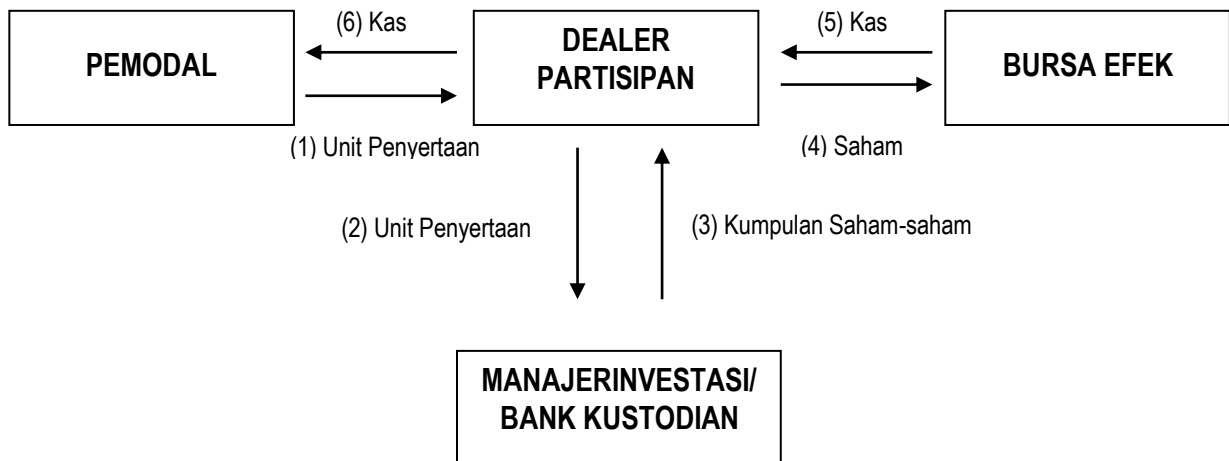 (6) Kas
(5) Kas
PEMODAL
DEALER
PARTISIPAN
BURSA EFEK
(1) Unit Penyertaan
(4) Saham
(2) Unit Penyertaan
(3) Kumpulan Saham-saham
MANAJERINVESTASI/
BANK KUSTODIAN